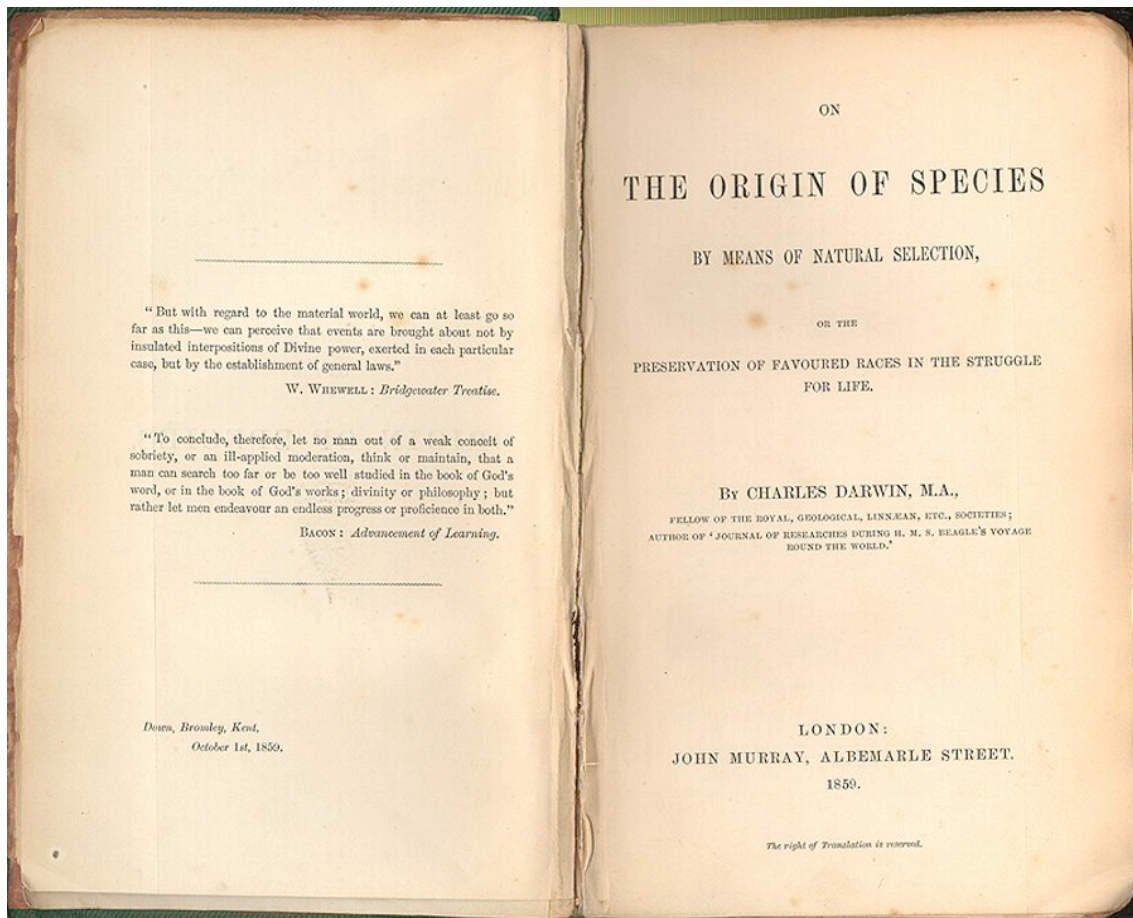 “ But with regard to the material world, we can at least go so
far as this—we can perceive that events are brought about not by
insulated interpositions of Divine power, exerted in each particular
case, but by the establishment of general laws.”
W. WHEWELL : Bridgewater Treatise.
“ To conclude, therefore, let no man out of a weak conceit of
sobriety, or an ill-applied moderation, think or maintain, that a
man can search too far or be too well studied in the book of God's
word, or in the book of God's works ; divinity or philosophy ; but
rather let men endeavour an endless progress or proficience in both.”
BACON : Advancement of Learning.
Down, Bromley, Kent,
October 1st, 1859.
ON
THE ORIGIN OF SPECIES
BY MEANS OF NATURAL SELECTION,
OR THE
PRESERVATION OF FAVOURED RACES IN THE STRUGGLE
FOR LIFE.
BY CHARLES DARWIN, M.A.,
FELLOW OF THE ROYAL, GEOLOGICAL, LINNÆAN, ETC., SOCIETIES ;
AUTHOR OF ‘ JOURNAL OF RESEARCHES DURING H. M. S. BEAGLE'S VOYAGE
ROUND THE WORLD.’
LONDON:
JOHN MURRAY, ALBEMARLE STREET.
1859.
The right of Translation is reserved.